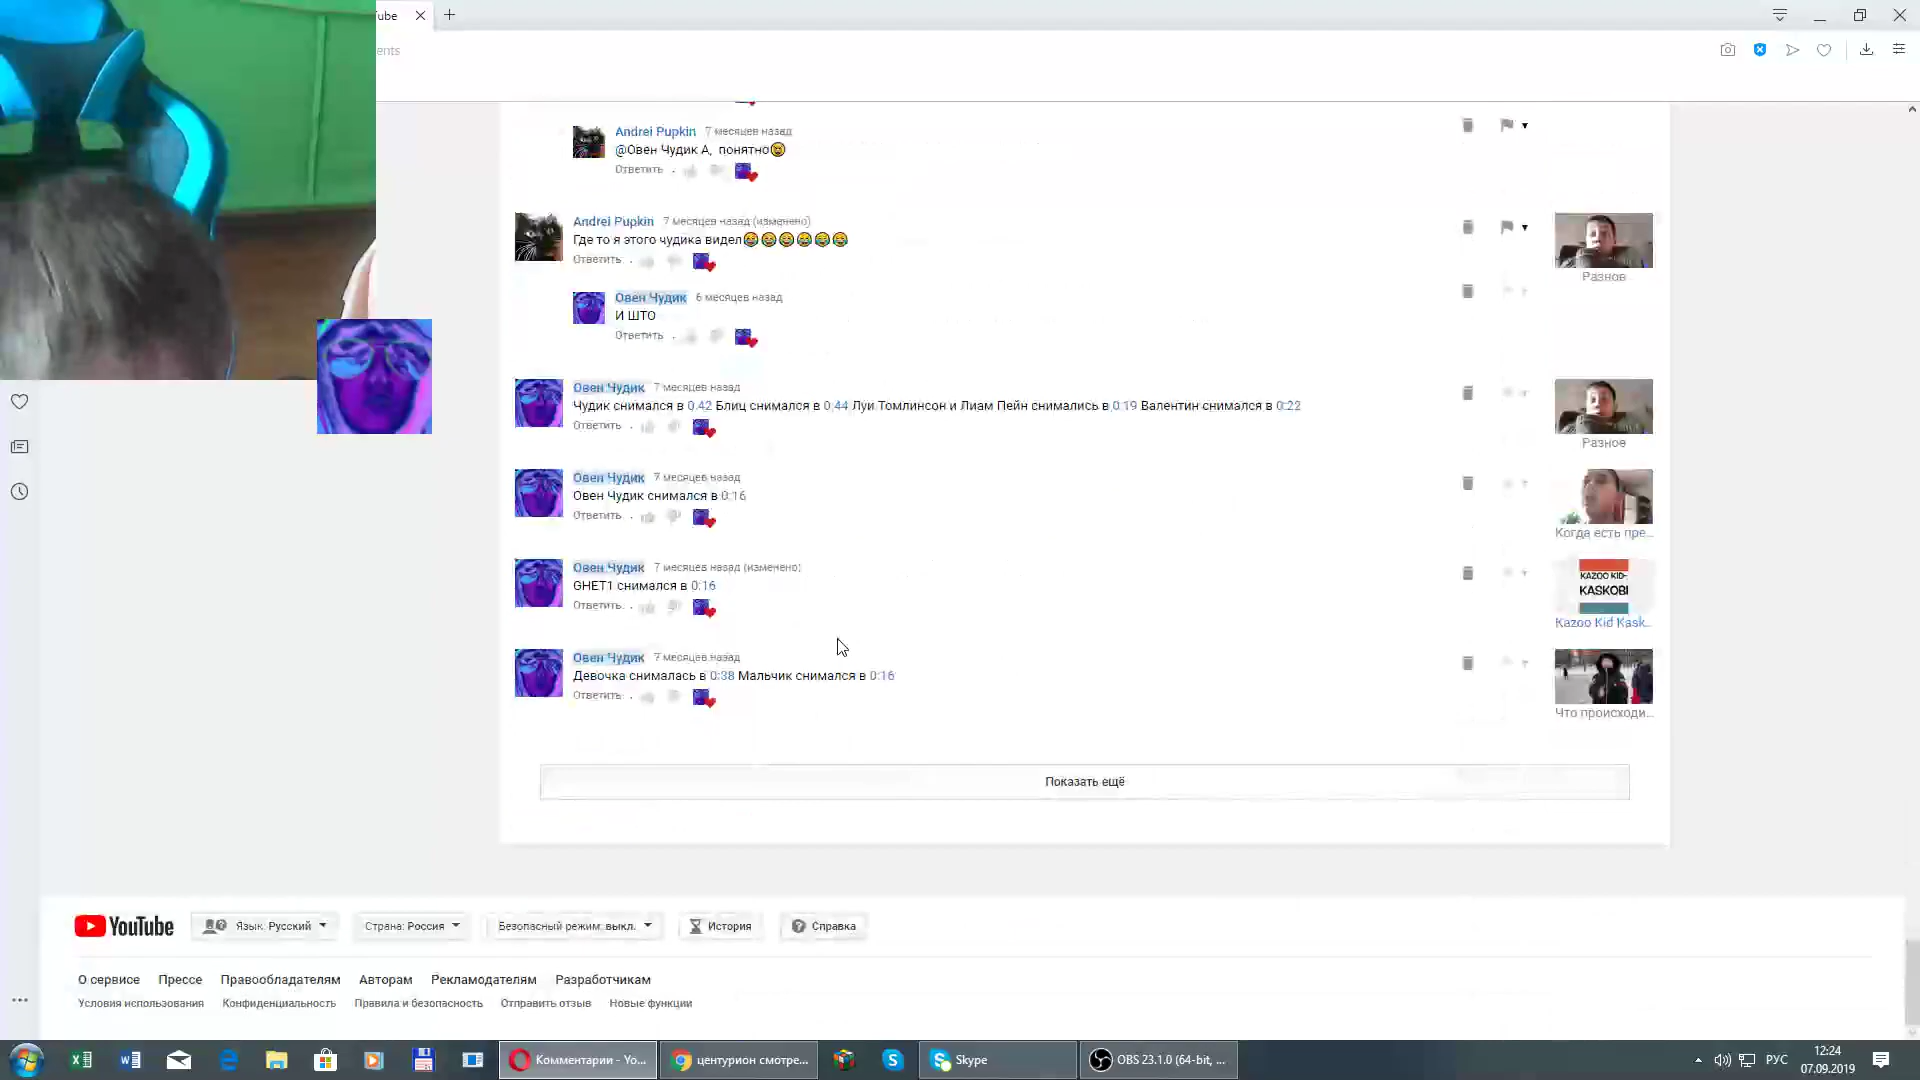 ube
ents
Andrei Pupkin 7 месяцев назад
@Овен Чудик А, понятно
Ответить
Andrei Pupkin 7 месяцев назад (изменено)
Где то я этого чудика видел
Ответить
Разное
Овен Чудик 6 месяцев назад
И ШТО
Ответить
Овен Чудик 7 месяцев назад
Чудик снимался в 0:42 Блиц снимался в 0:44 Луи Томлинсон и Лиам Пейн снимались в 0:19 Валентин снимался в 0:22
Ответить
Разное
Овен Чудик 7 месяцев назад
Овен Чудик снимался в 0:16
Ответить
Когда есть пре...
Овен Чудик 7 месяцев назад (изменено)
GHET1 снимался в 0:16
Ответить
KAZOO KID-
KASKOBI
Kazoo Kid Kask...
Овен Чудик 7 месяцев назад
Девочка снималась в 0:38 Мальчик снимался в 0:16
Ответить
Что происходи...
Показать ещё
YouTube Язык: Русский Страна: Россия Безопасный режим: выкл. История Справка
О сервисе Прессе Правообладателям Авторам Рекламодателям Разработчикам
Условия использования Конфиденциальность Правила и безопасность Отправить отзыв Новые функции
Комментарии - Yo... центурион смотре... Skype OBS 23.1.0 (64-bit, ... РУС 12:24
07.09.2019